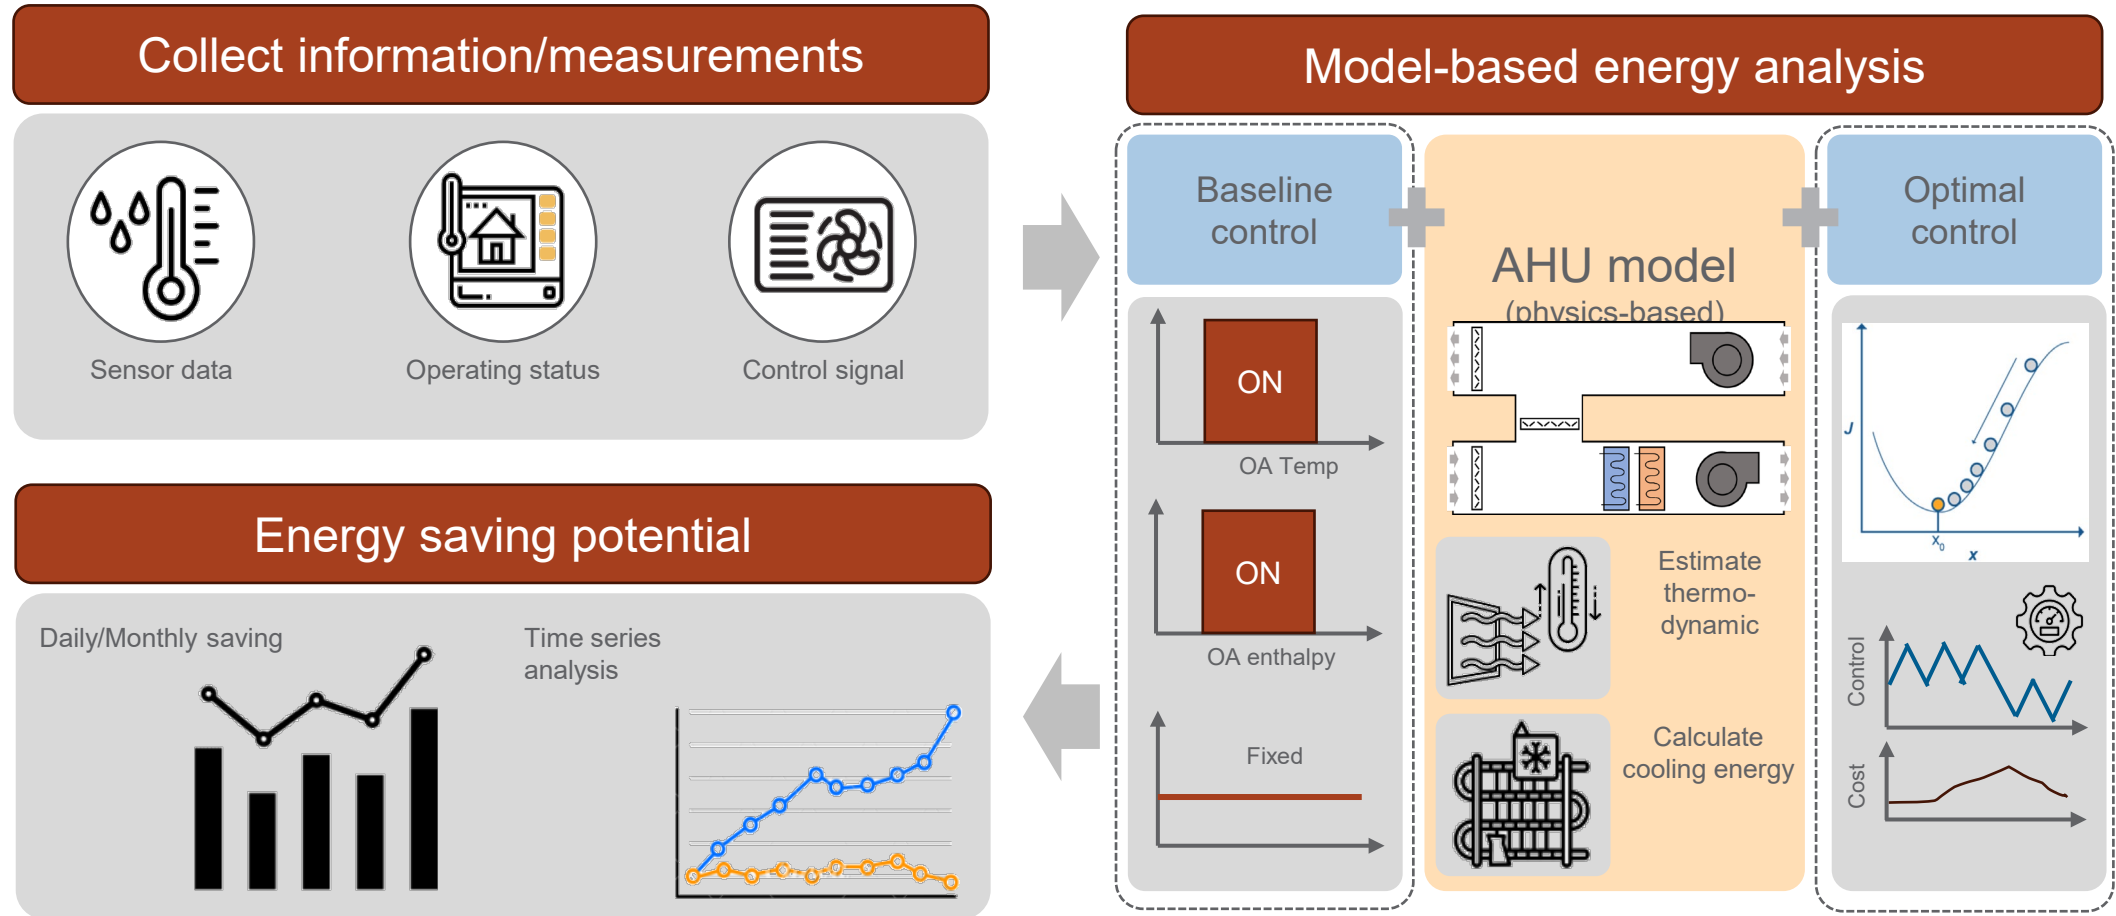 Collect information/measurements
Sensor data
Operating status
Control signal
Model-based energy analysis
Baseline
control
ON
OA Temp
ON
OA enthalpy
Fixed
AHU model
(physics-based)
Estimate
thermo-
dynamic
Calculate
cooling energy
Optimal
control
J
X0
x
Control
Cost
Energy saving potential
Daily/Monthly saving
Time series
analysis